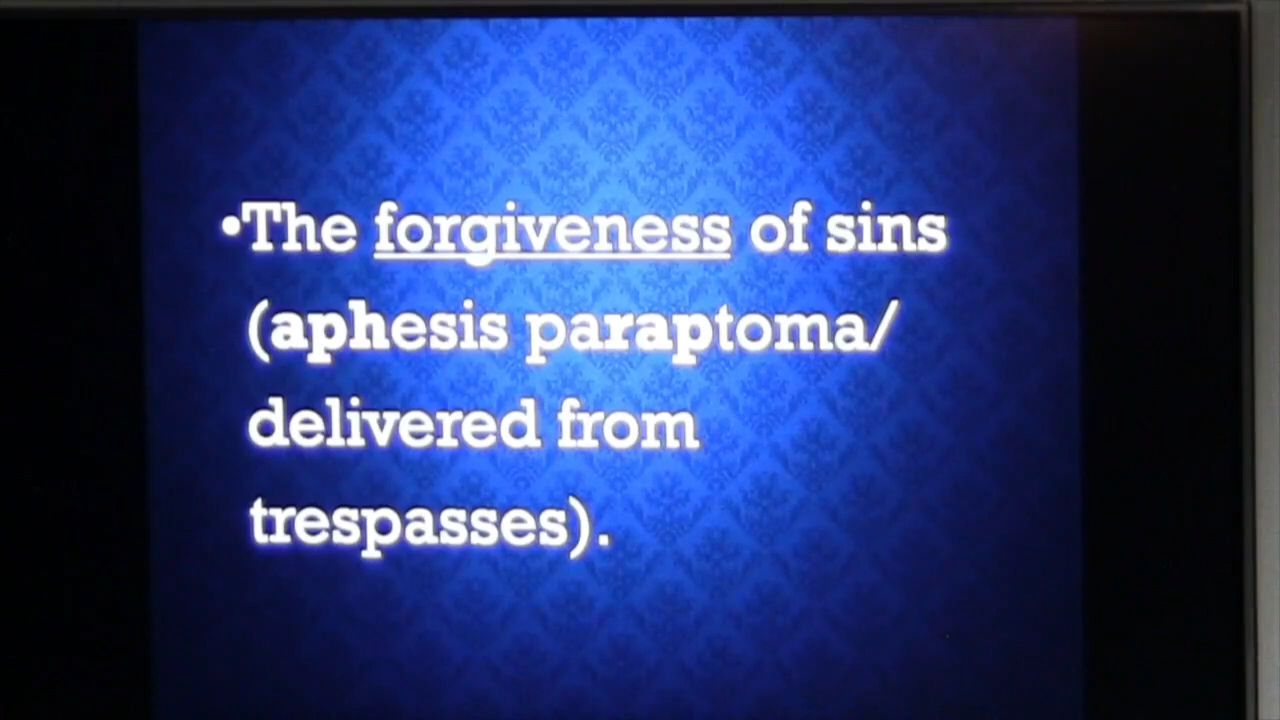 •The forgiveness of sins
(aphesis paraptoma/
delivered from
trespasses).